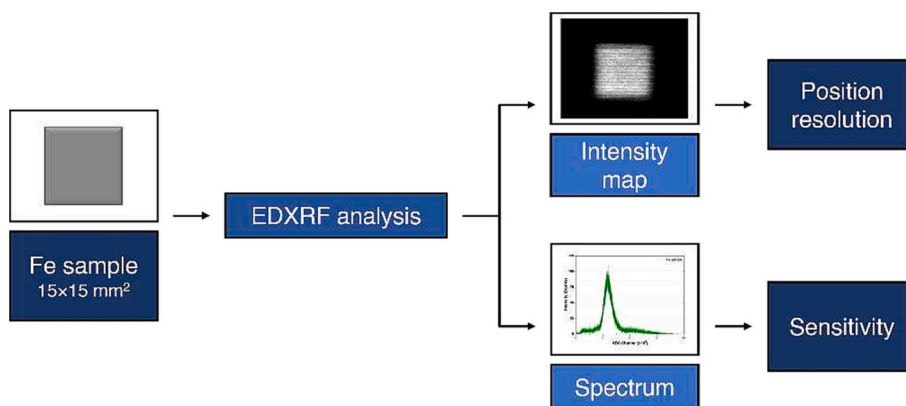 Fe sample
15×15 mm²
EDXRF analysis
Intensity
map
Position
resolution
Spectrum
Sensitivity